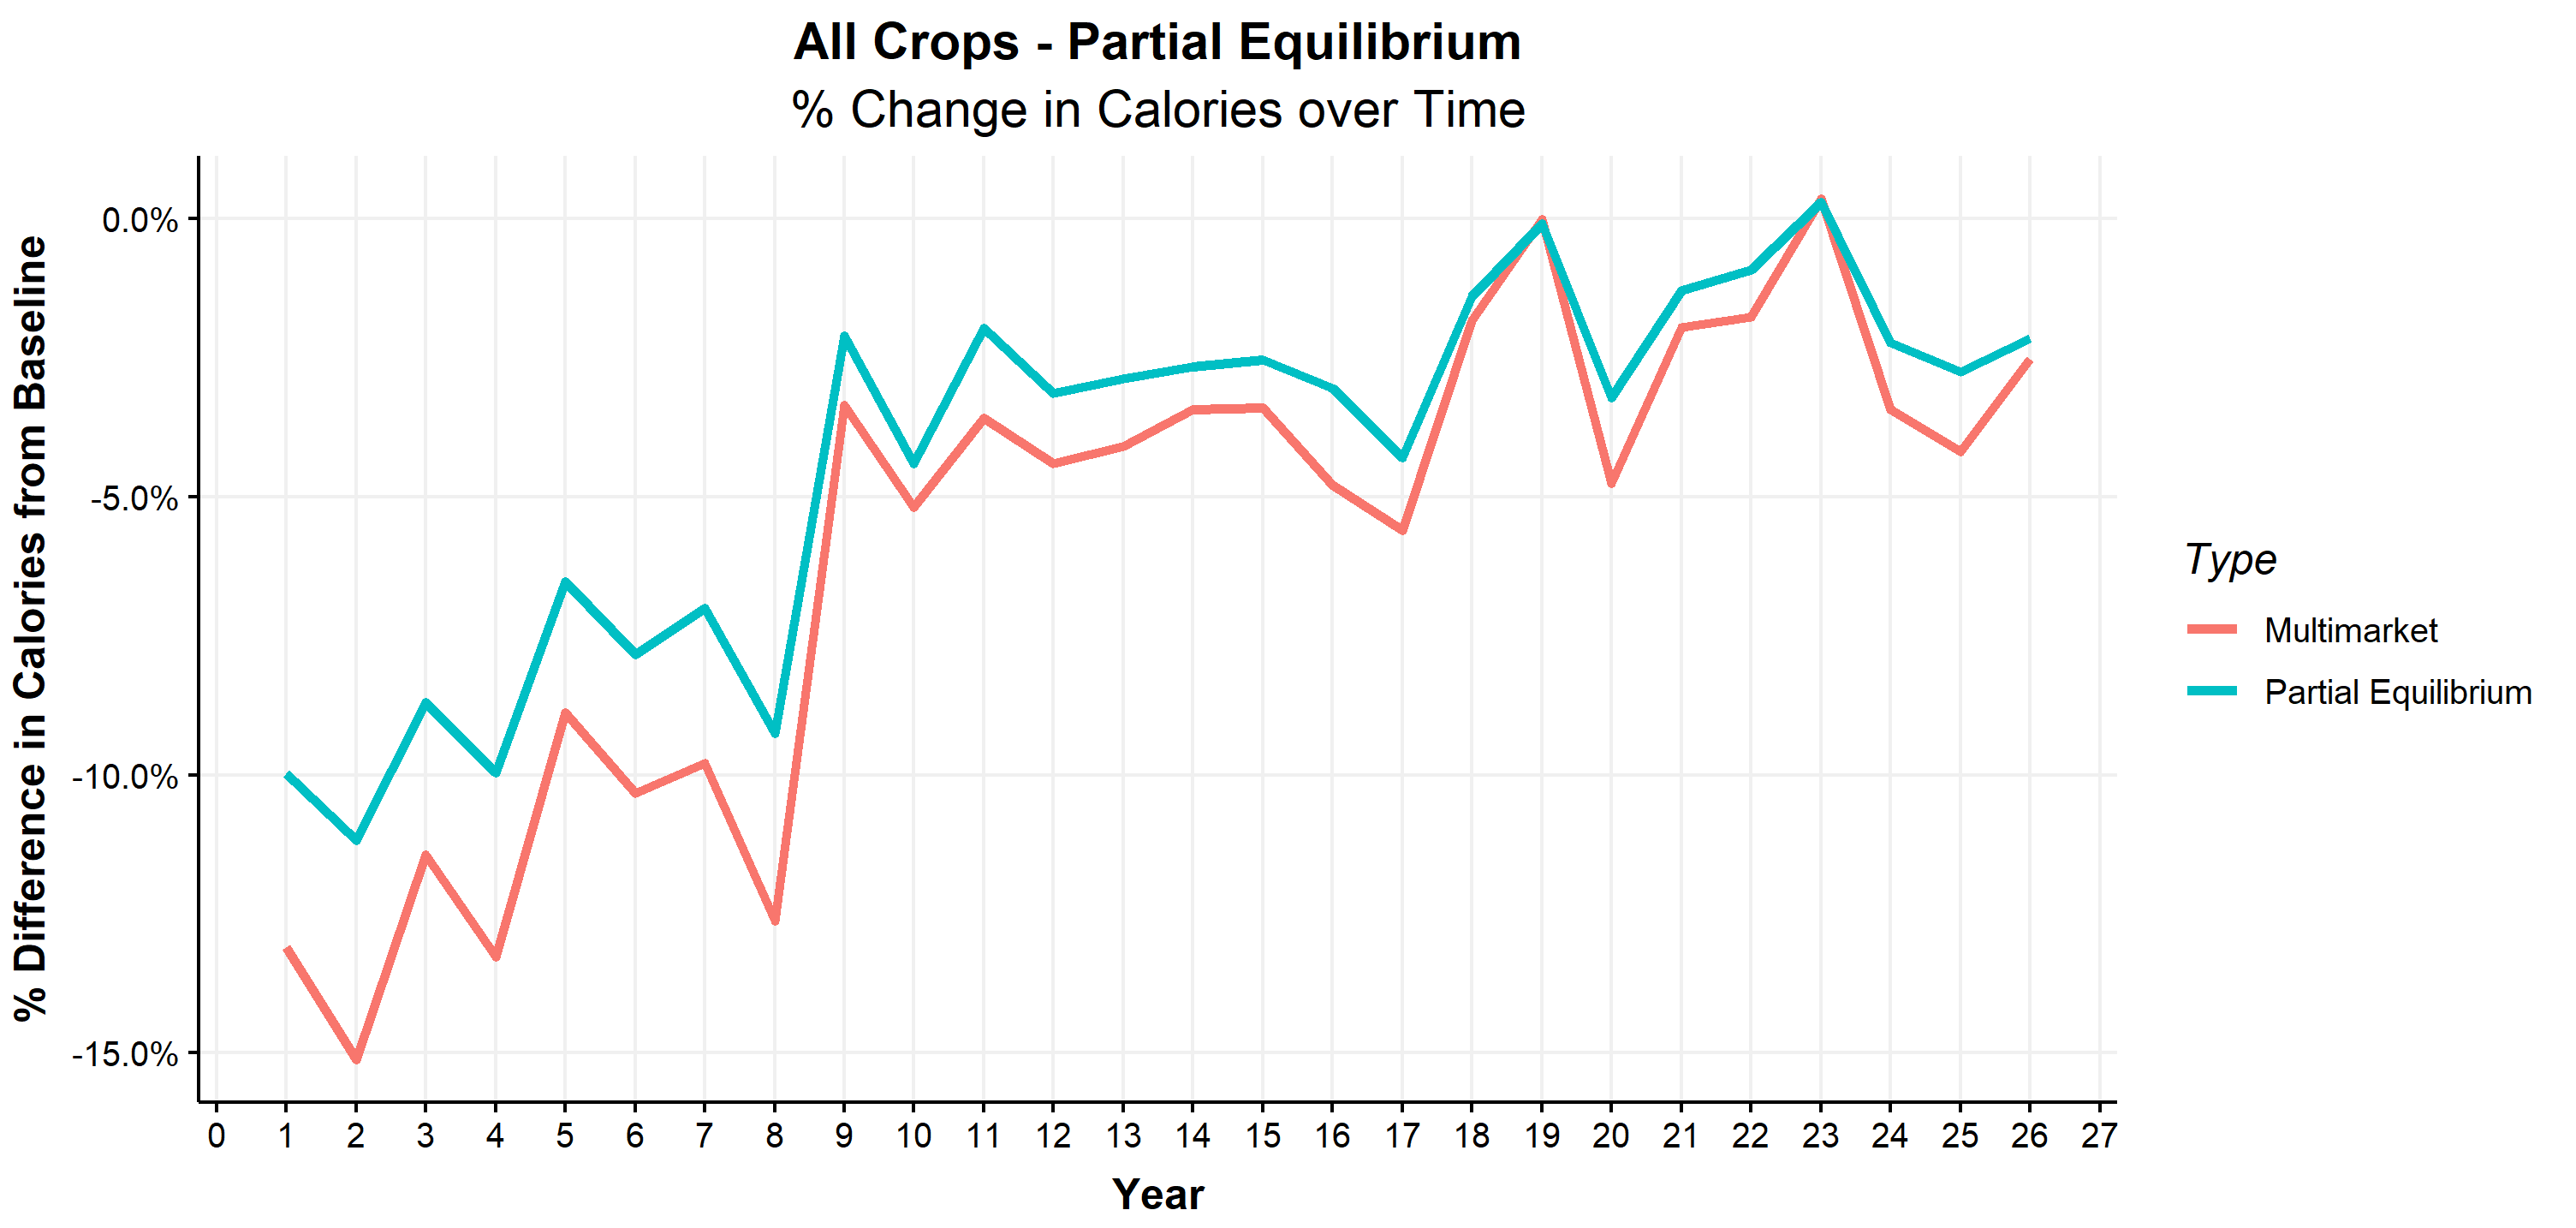 All Crops - Partial Equilibrium
% Change in Calories over Time
% Difference in Calories from Baseline
0.0%
-5.0%
-10.0%
-15.0%
0 1 2 3 4 5 6 7 8 9 10 11 12 13 14 15 16 17 18 19 20 21 22 23 24 25 26 27
Year
Type
Multimarket
Partial Equilibrium